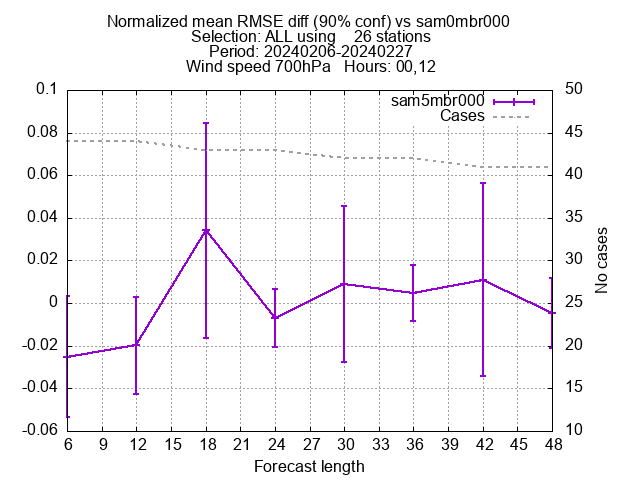 Normalized mean RMSE diff (90% conf) vs sam0mbr000
Selection: ALL using    26 stations
Period: 20240206-20240227
Wind speed 700hPa   Hours: 00,12
sam5mbr000
Cases
0.1
0.08
0.06
0.04
0.02
0
-0.02
-0.04
-0.06
50
45
40
35
30
25
20
15
10
No cases
6 9 12 15 18 21 24 27 30 33 36 39 42 45 48
Forecast length